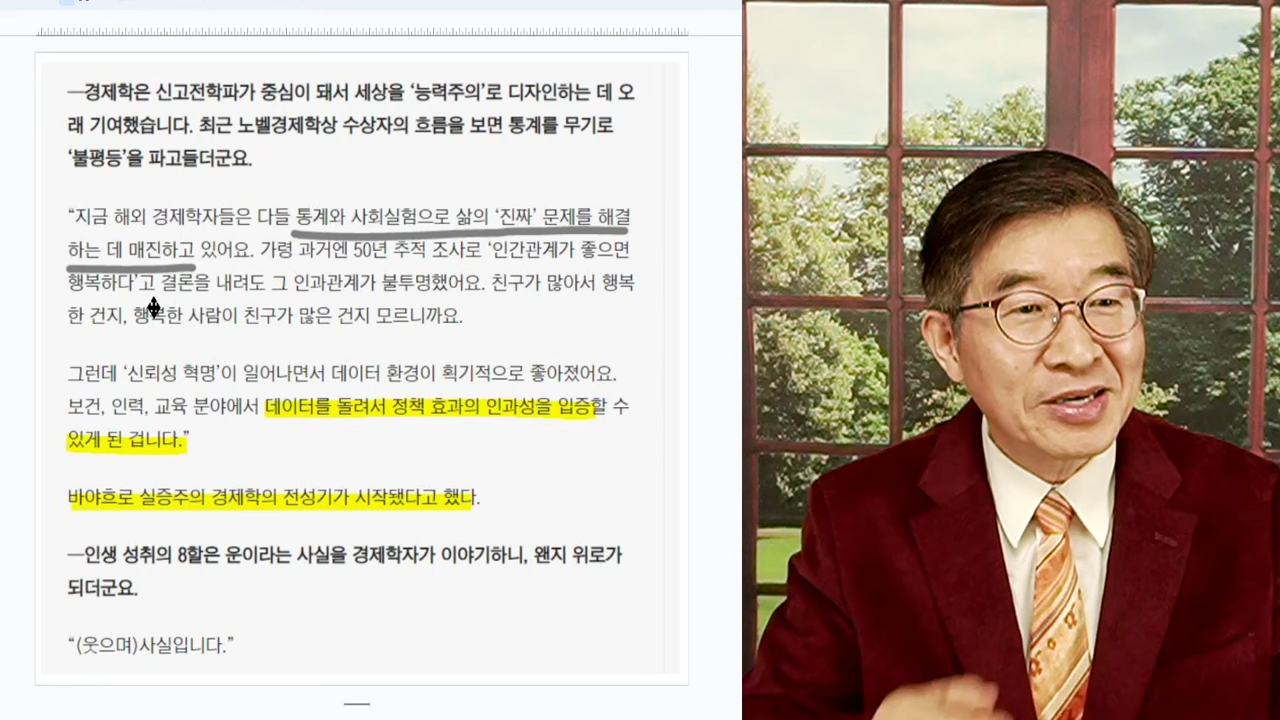 ─경제학은 신고전학파가 중심이 돼서 세상을 ‘능력주의’로 디자인하는 데 오
래 기여했습니다. 최근 노벨경제학상 수상자의 흐름을 보면 통계를 무기로
‘불평등’을 파고들더군요.
“지금 해외 경제학자들은 다들 통계와 사회실험으로 삶의 ‘진짜’ 문제를 해결
하는 데 매진하고 있어요. 가령 과거엔 50년 추적 조사로 ‘인간관계가 좋으면
행복하다’고 결론을 내려도 그 인과관계가 불투명했어요. 친구가 많아서 행복
한 건지, 행복한 사람이 친구가 많은 건지 모르니까요.
그런데 ‘신뢰성 혁명’이 일어나면서 데이터 환경이 획기적으로 좋아졌어요.
보건, 인력, 교육 분야에서 데이터를 돌려서 정책 효과의 인과성을 입증할 수
있게 된 겁니다.”
바야흐로 실증주의 경제학의 전성기가 시작됐다고 했다.
─인생 성취의 8할은 운이라는 사실을 경제학자가 이야기하니, 왠지 위로가
되더군요.
“(웃으며)사실입니다.”